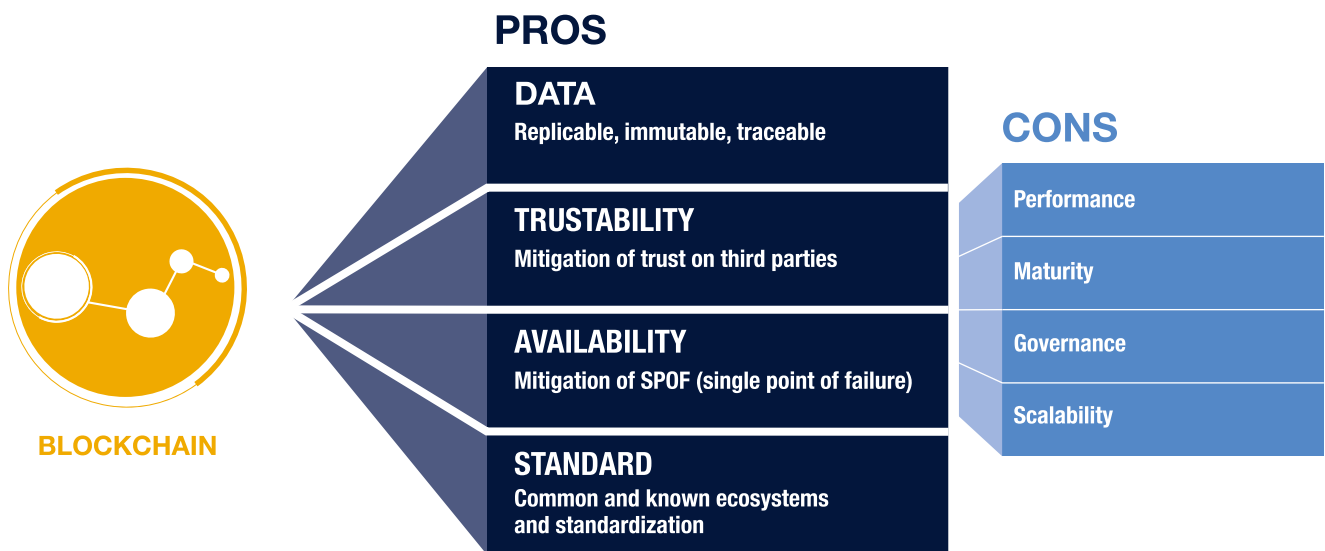 PROS
DATA
Replicable, immutable, traceable
TRUSTABILITY
Mitigation of trust on third parties
AVAILABILITY
Mitigation of SPOF (single point of failure)
STANDARD
Common and known ecosystems
and standardization
CONS
Performance
Maturity
Governance
Scalability
BLOCKCHAIN